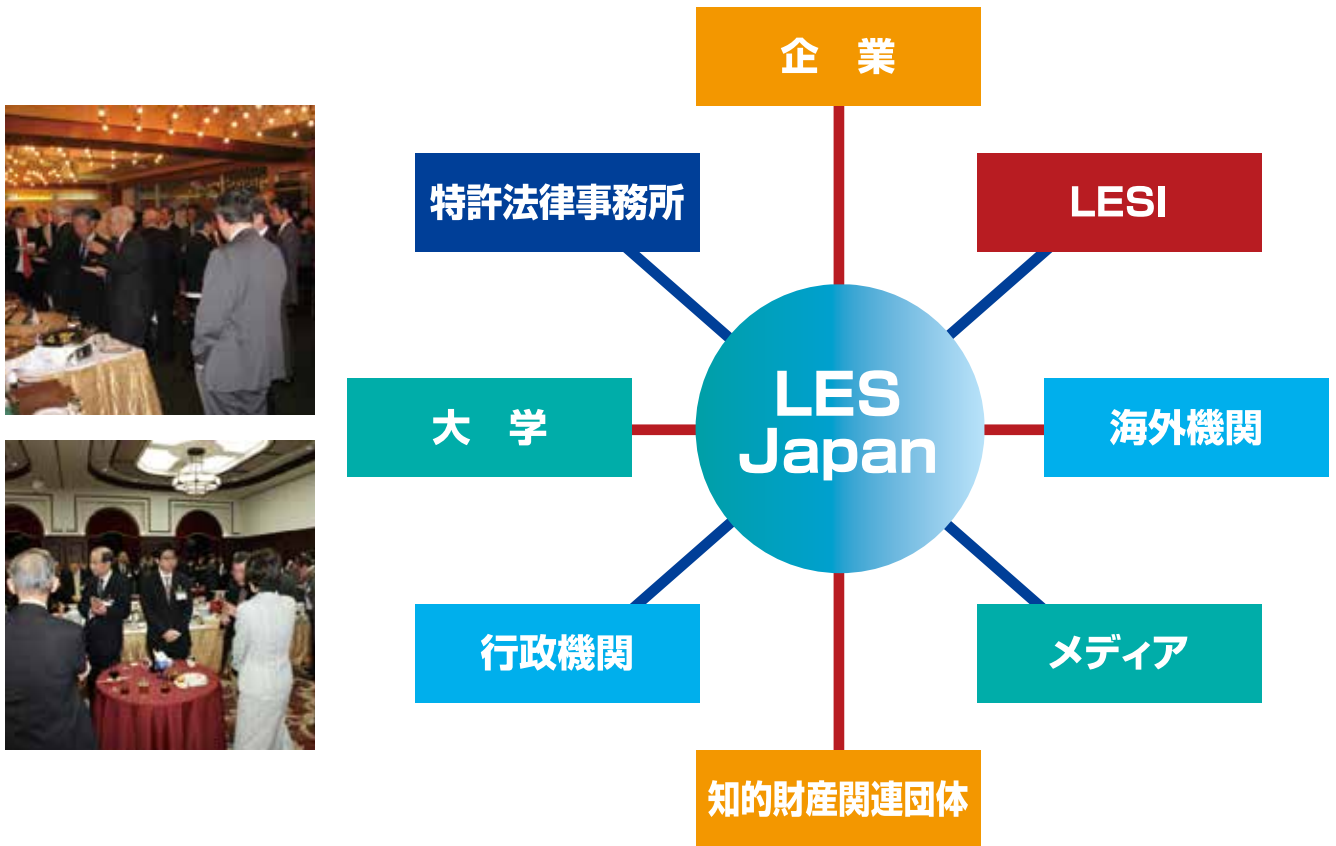 企　業
特許法律事務所
LESI
LES
Japan
大　学
海外機関
行政機関
メディア
知的財産関連団体